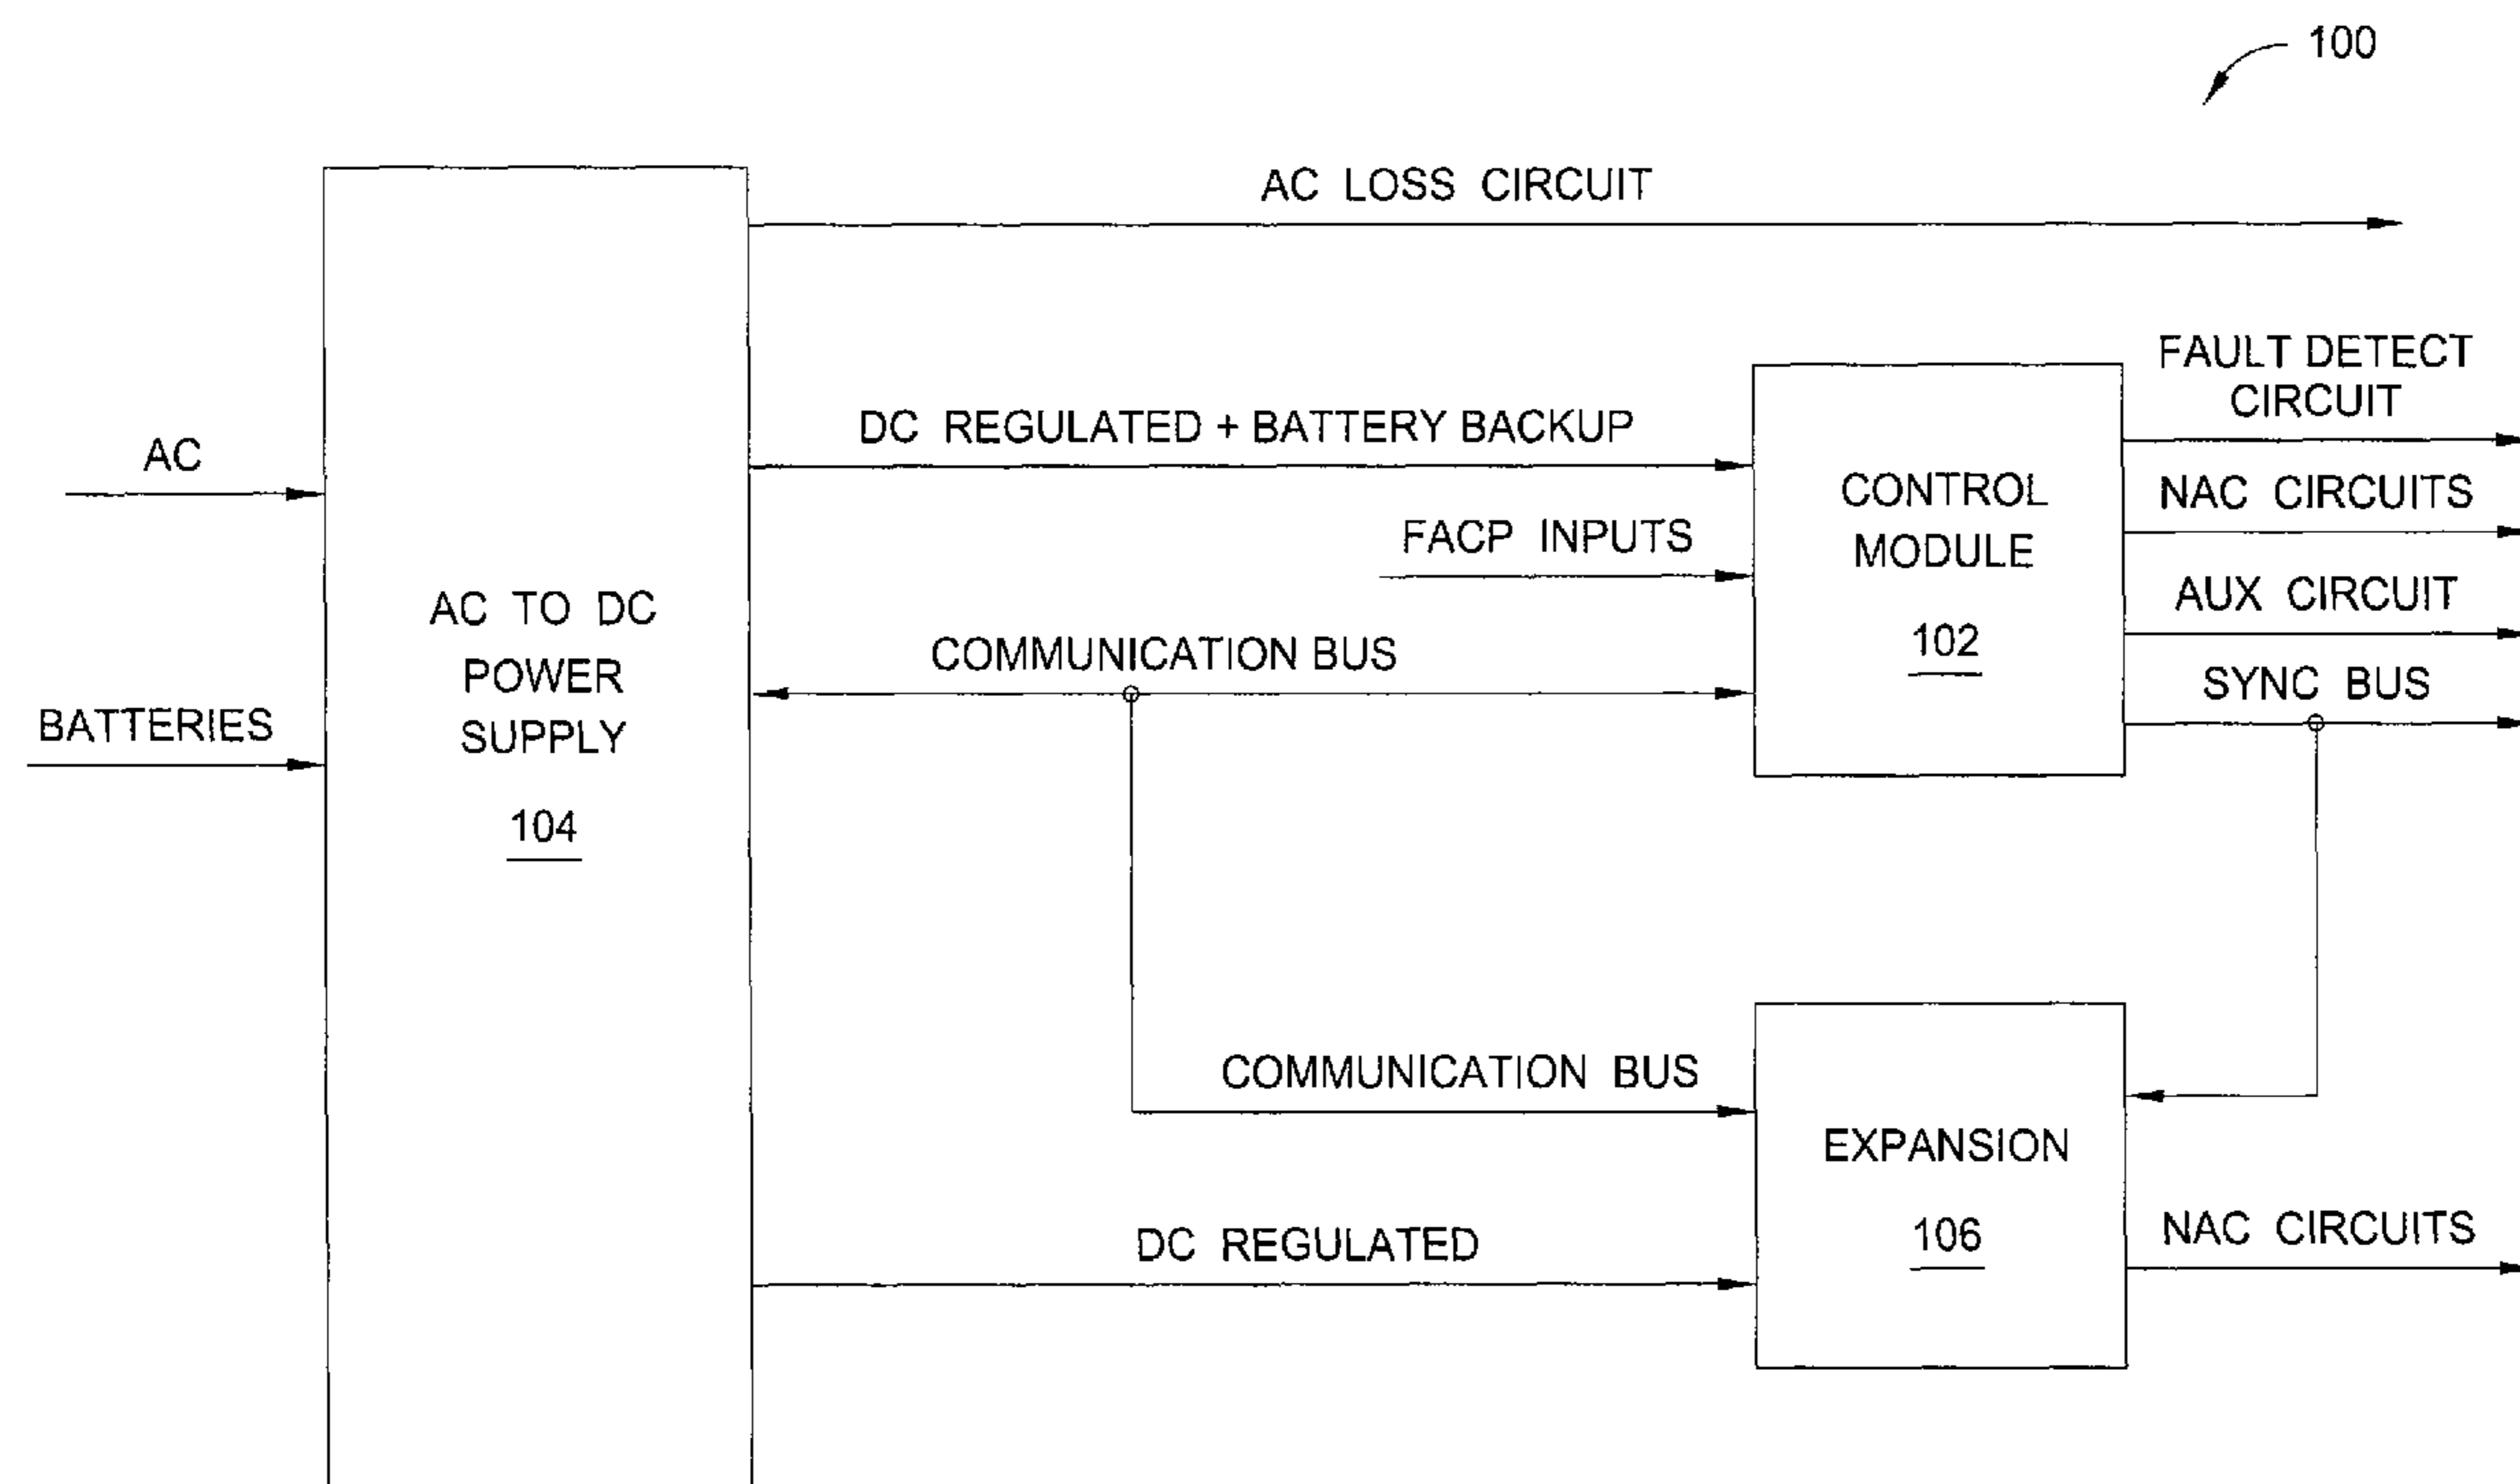 100
AC LOSS CIRCUIT
FAULT DETECT
CIRCUIT
DC REGULATED + BATTERY BACKUP
AC
CONTROL
MODULE
102
NAC CIRCUITS
FACP INPUTS
AUX CIRCUIT
AC TO DC
POWER
SUPPLY
104
COMMUNICATION BUS
SYNC BUS
BATTERIES
COMMUNICATION BUS
EXPANSION
106
NAC CIRCUITS
DC REGULATED